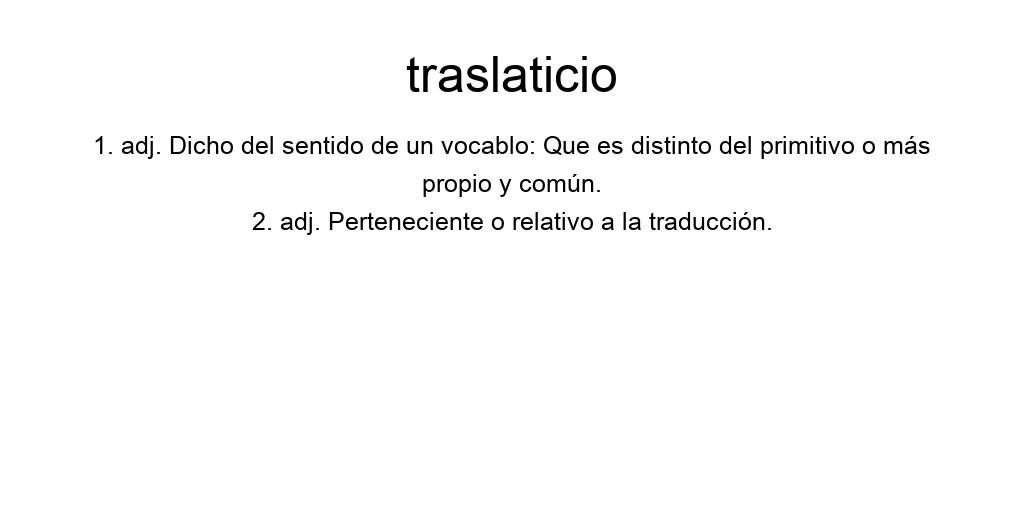 traslaticio
1. adj. Dicho del sentido de un vocablo: Que es distinto del primitivo o más
propio y común.
2. adj. Perteneciente o relativo a la traducción.